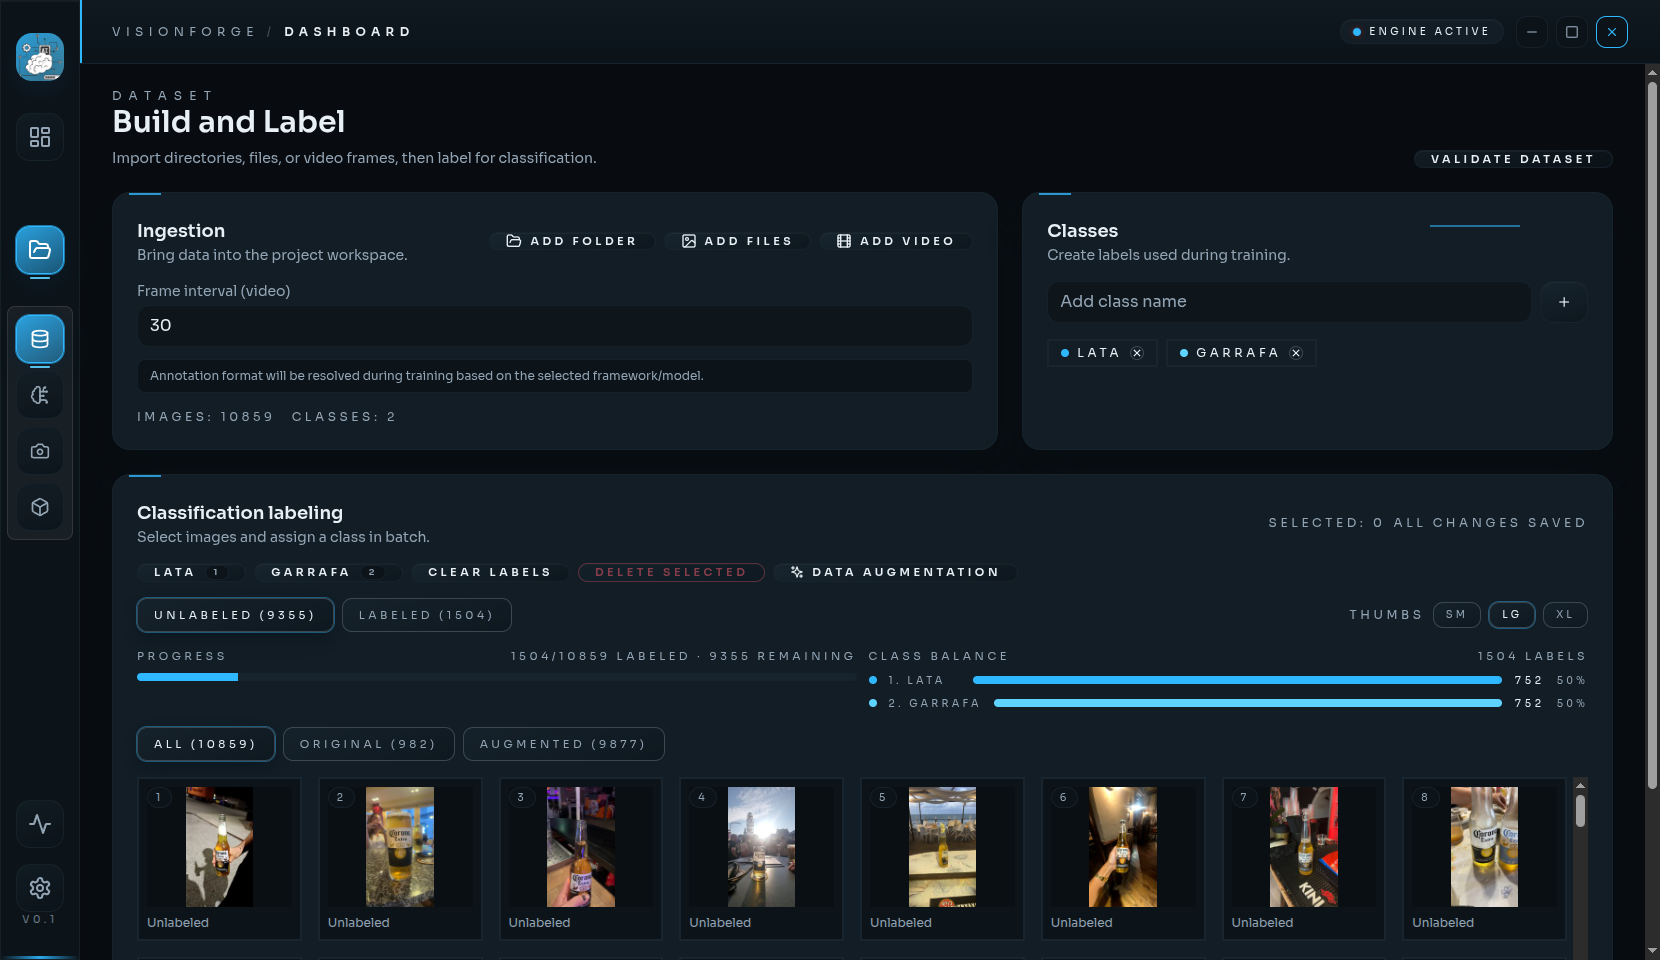 VISIONFORGE / DASHBOARD
ENGINE ACTIVE
DATASET
Build and Label
Import directories, files, or video frames, then label for classification.
VALIDATE DATASET
Ingestion
Bring data into the project workspace.
ADD FOLDER
ADD FILES
ADD VIDEO
Frame interval (video)
30
Annotation format will be resolved during training based on the selected framework/model.
IMAGES: 10859 CLASSES: 2
Classes
Create labels used during training.
Add class name
+
LATA
GARRAFA
Classification labeling
Select images and assign a class in batch.
SELECTED: 0 ALL CHANGES SAVED
LATA 1
GARRAFA 2
CLEAR LABELS
DELETE SELECTED
DATA AUGMENTATION
UNLABELED (9355)
LABELED (1504)
THUMBS SM LG XL
PROGRESS
1504/10859 LABELED · 9355 REMAINING
CLASS BALANCE
1504 LABELS
1. LATA 752 50%
2. GARRAFA 752 50%
ALL (10859)
ORIGINAL (982)
AUGMENTED (9877)
1
2
3
4
5
6
7
8
Unlabeled
Unlabeled
Unlabeled
Unlabeled
Unlabeled
Unlabeled
Unlabeled
Unlabeled
V0.1